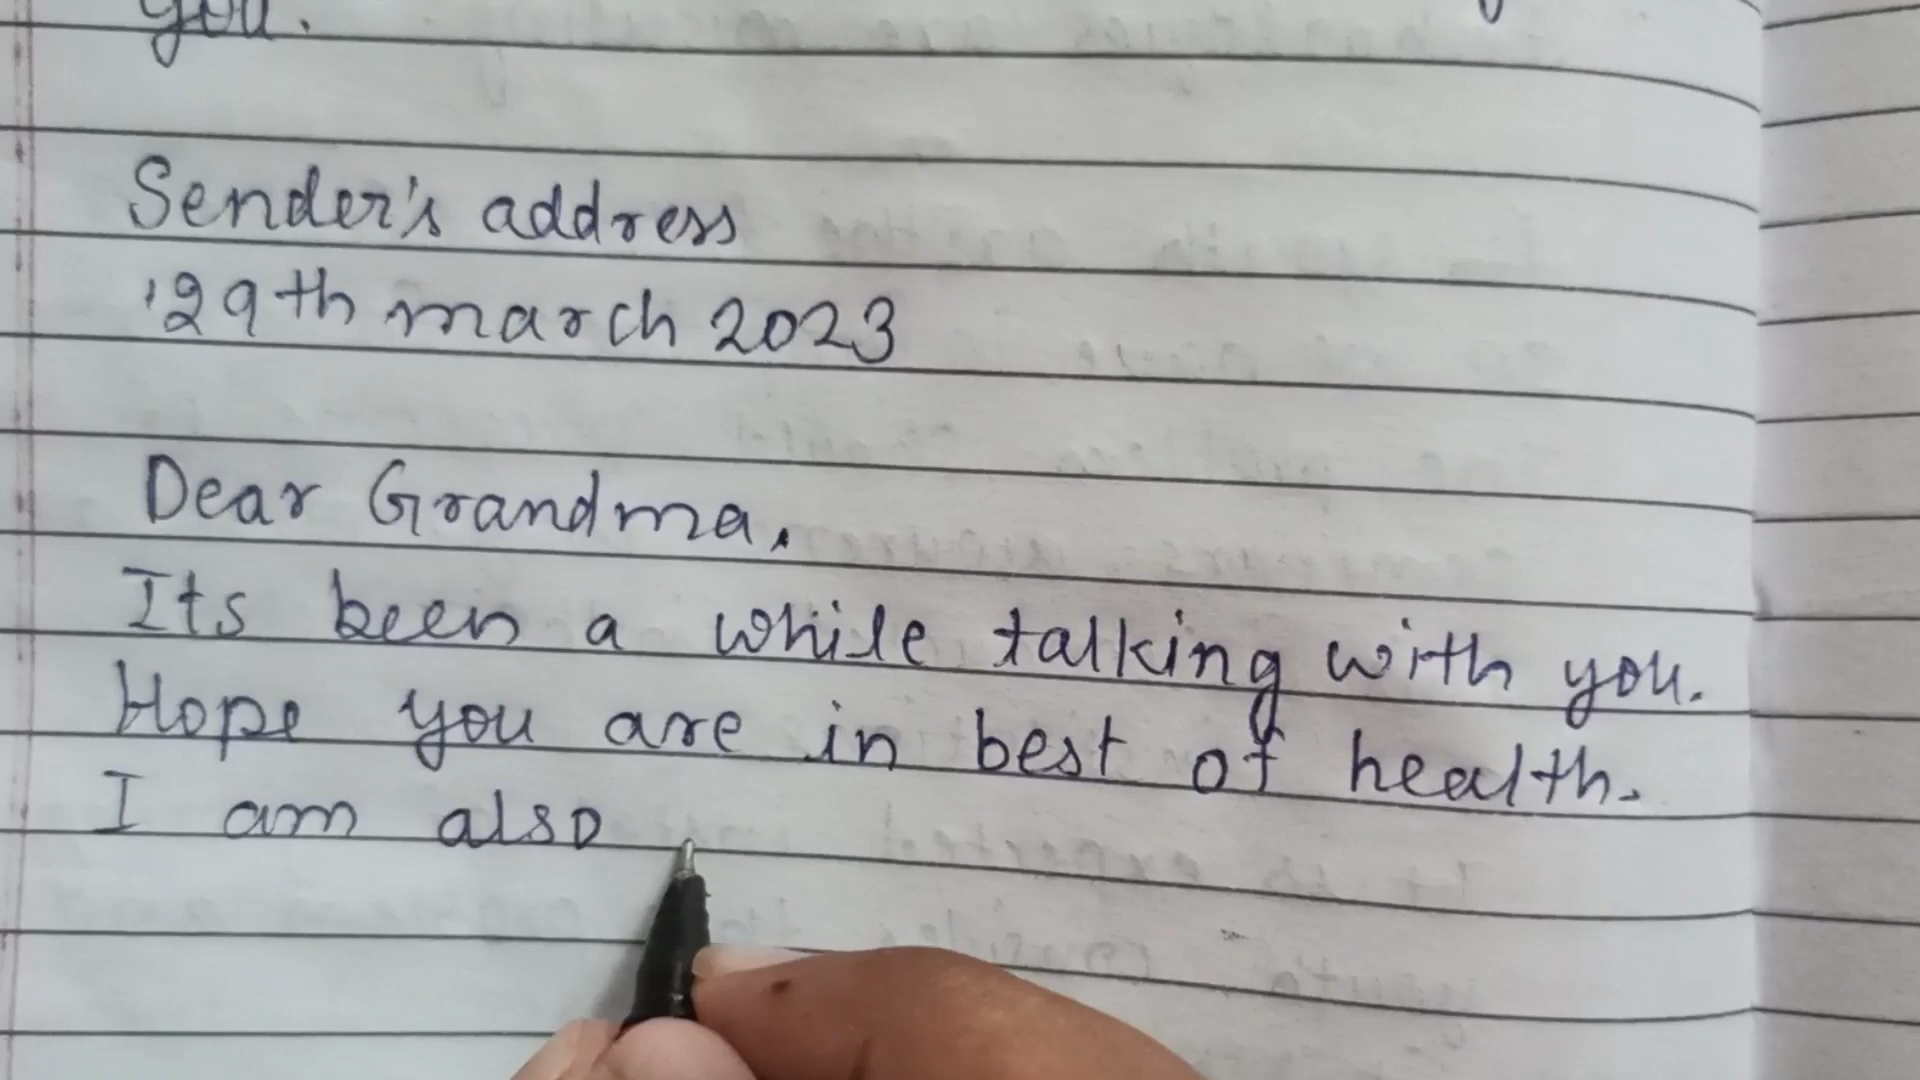 you.
Sender's address
29th march 2023
Dear Grandma,
Its been a while talking with you.
Hope you are in best of health.
I am also